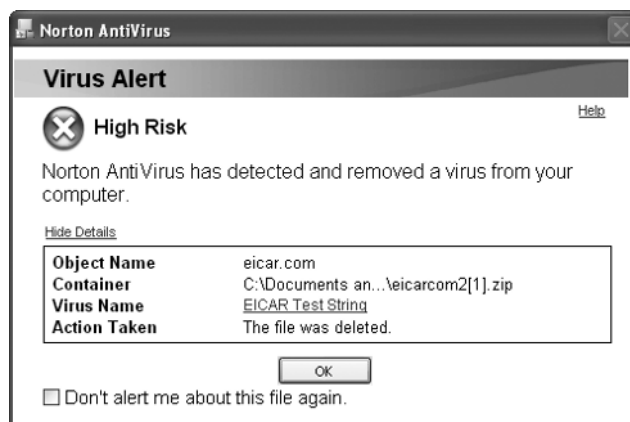 Norton AntiVirus
Virus Alert
Help
High Risk
Norton AntiVirus has detected and removed a virus from your
computer.
Hide Details
Object Name eicar.com
Container C:\Documents an...\eicarcom2[1].zip
Virus Name EICAR Test String
Action Taken The file was deleted.
OK
Don't alert me about this file again.